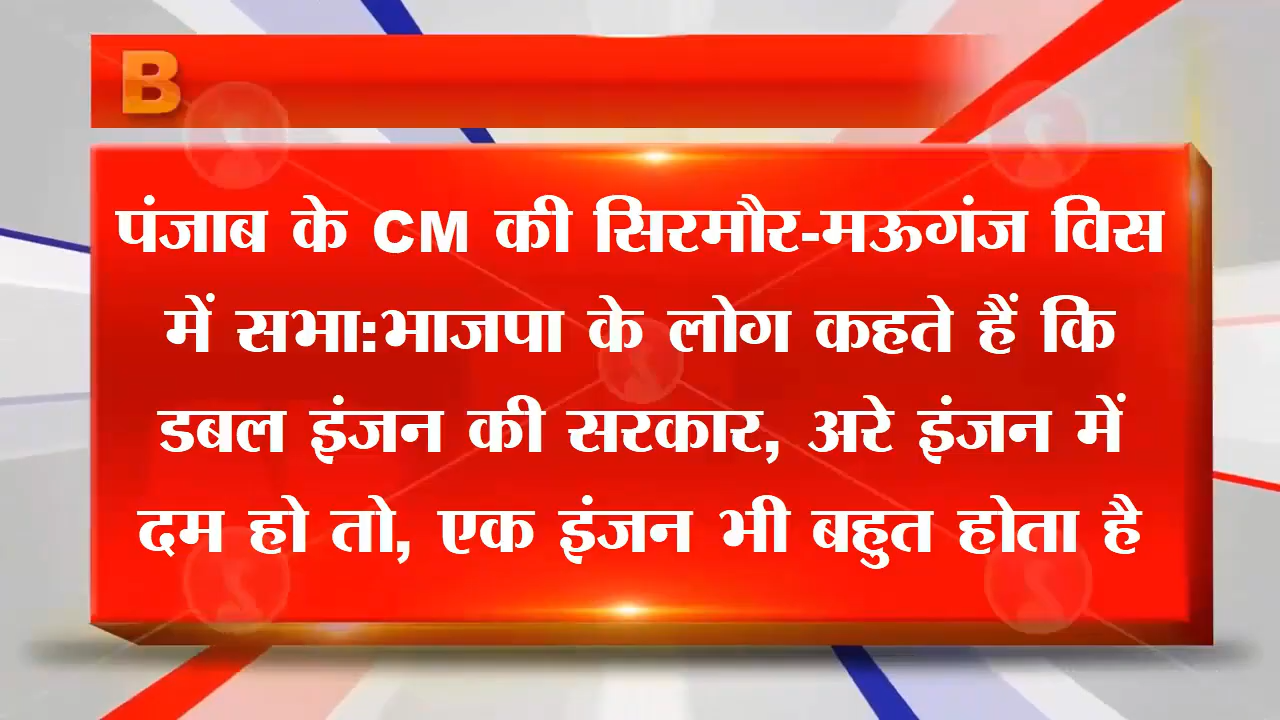 B
पंजाब के CM की सिरमौर-मऊगंज विस
में सभा:भाजपा के लोग कहते हैं कि
डबल इंजन की सरकार, अरे इंजन में
दम हो तो, एक इंजन भी बहुत होता है